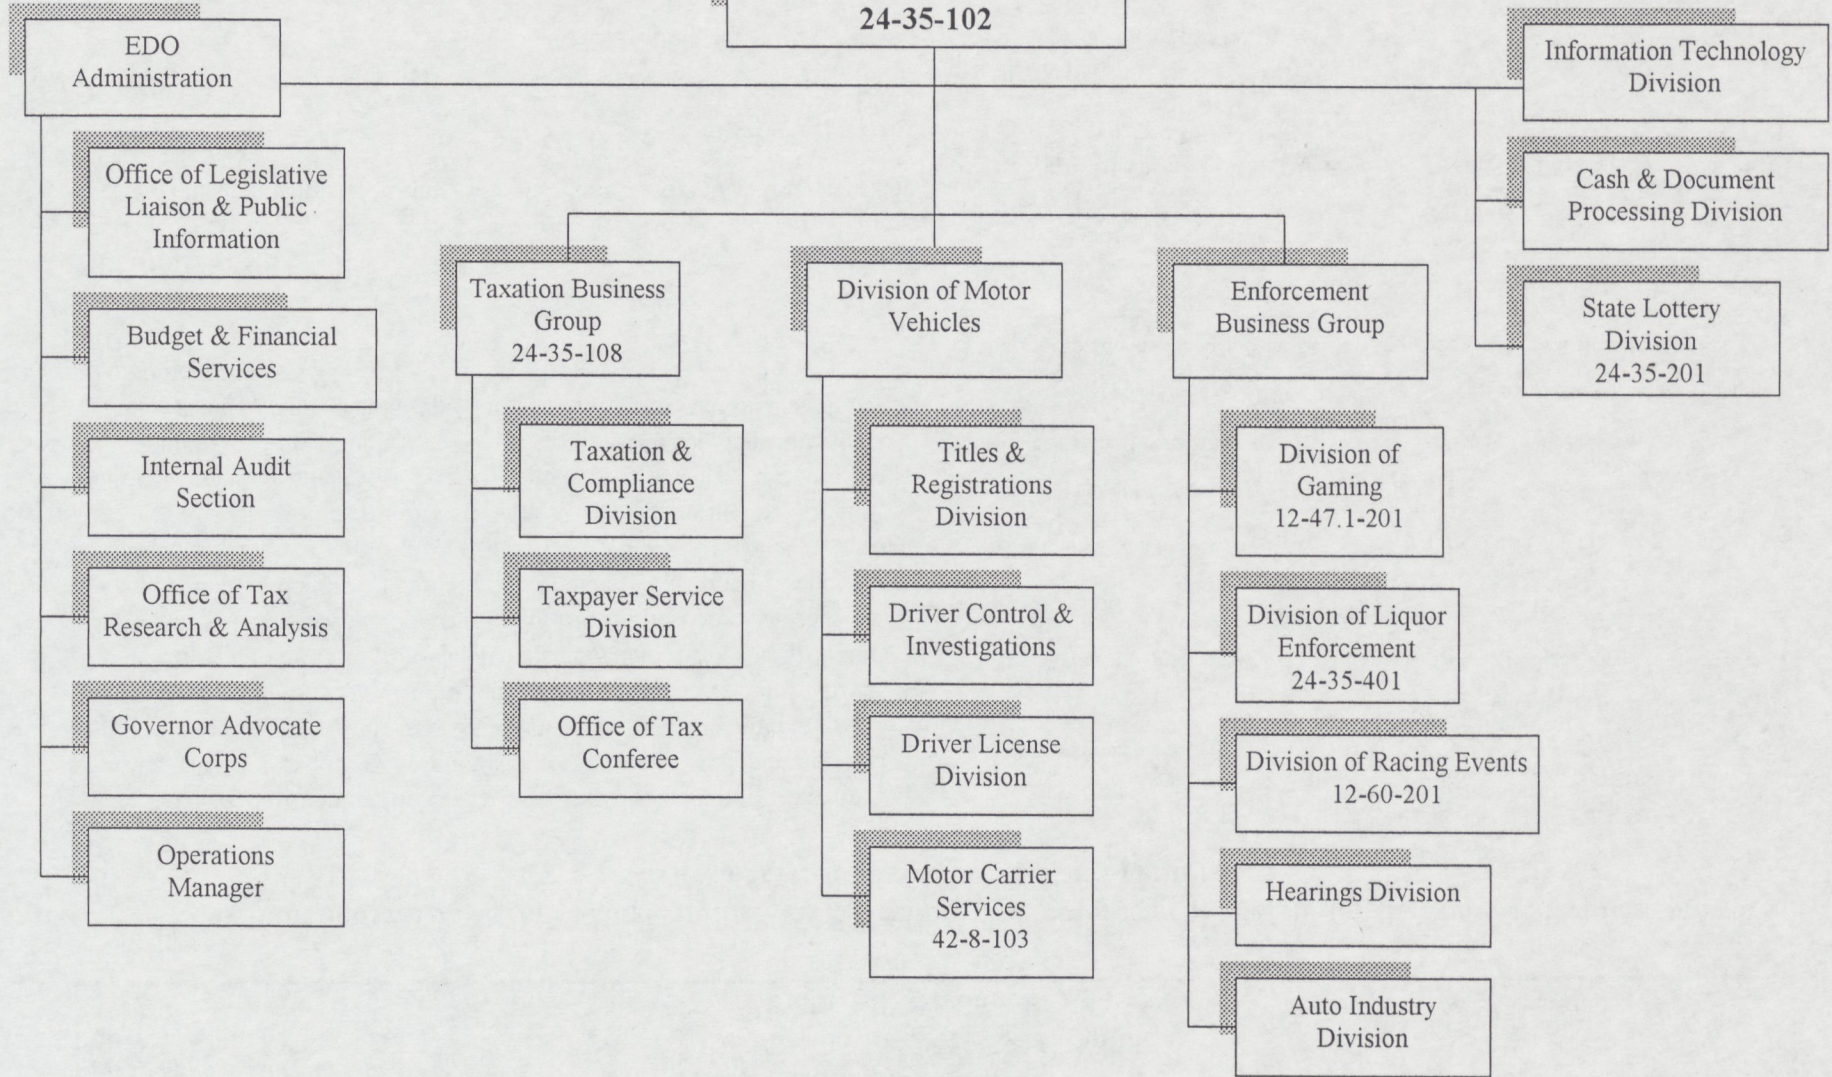 24-35-102
EDO
Administration
Information Technology
Division
Office of Legislative
Liaison & Public
Information
Budget & Financial
Services
Internal Audit
Section
Office of Tax
Research & Analysis
Governor Advocate
Corps
Operations
Manager
Taxation Business
Group
24-35-108
Taxation &
Compliance
Division
Taxpayer Service
Division
Office of Tax
Conferee
Division of Motor
Vehicles
Titles &
Registrations
Division
Driver Control &
Investigations
Driver License
Division
Motor Carrier
Services
42-8-103
Enforcement
Business Group
Division of
Gaming
12-47.1-201
Division of Liquor
Enforcement
24-35-401
Division of Racing Events
12-60-201
Hearings Division
Auto Industry
Division
Cash & Document
Processing Division
State Lottery
Division
24-35-201